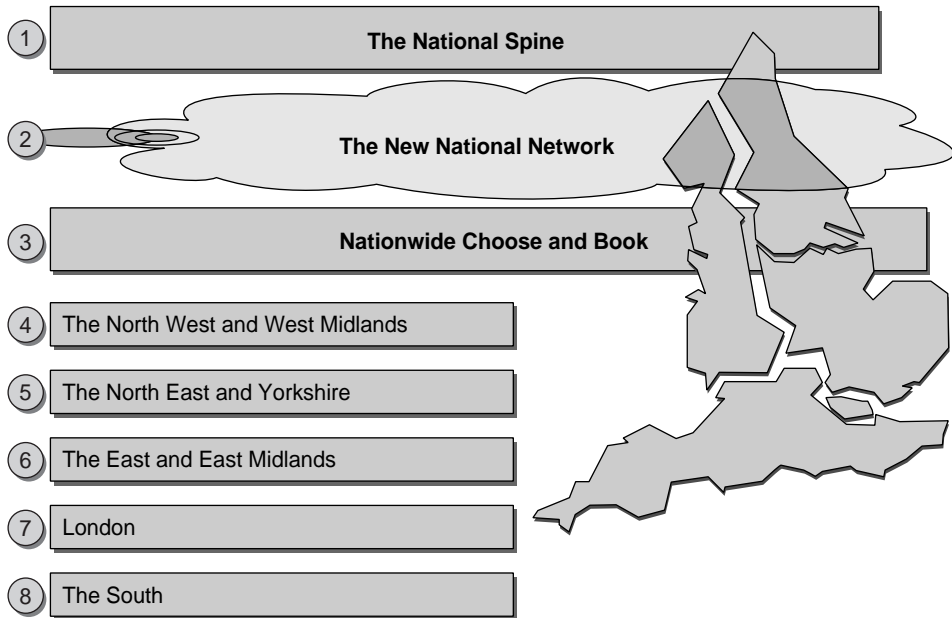 1 The National Spine
2 The New National Network
3 Nationwide Choose and Book
4 The North West and West Midlands
5 The North East and Yorkshire
6 The East and East Midlands
7 London
8 The South